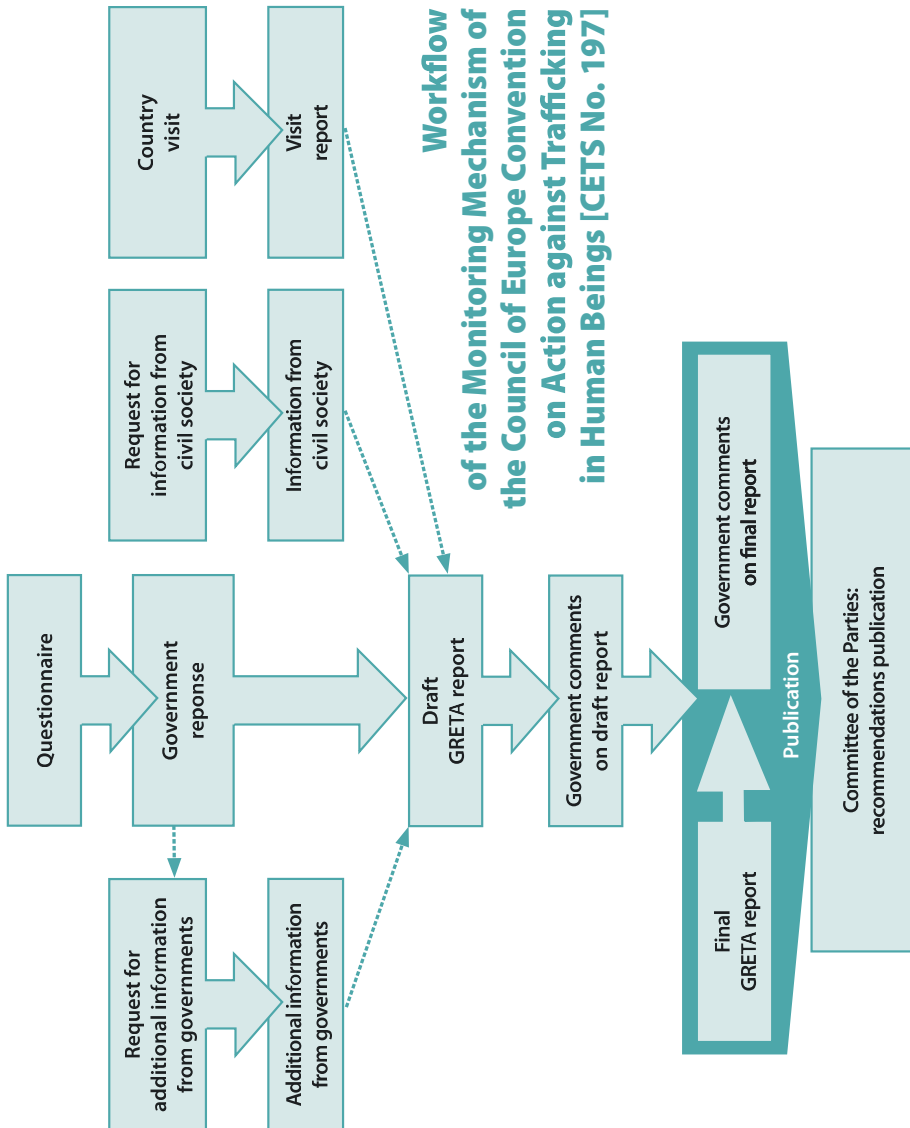 Workflow
of the Monitoring Mechanism of
the Council of Europe Convention
on Action against Trafficking
in Human Beings [CETS No. 197]
Questionnaire
Government
reponse
Request for
additional information
from governments
Additional information
from governments
Request for
information from
civil society
Information from
civil society
Country
visit
Visit
report
Draft
GRETA report
Government comments
on draft report
Final
GRETA report
Government comments
on final report
Publication
Committee of the Parties:
recommendations publication